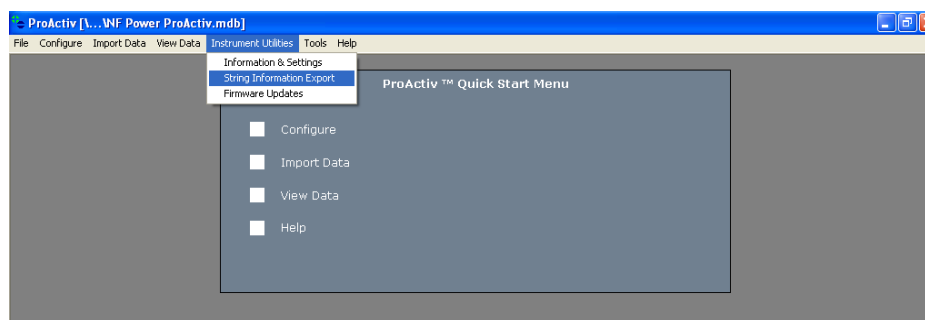 ProActiv [\...\NF Power ProActiv.mdb]
File Configure Import Data View Data Instrument Utilities Tools Help
Information & Settings
String Information Export
Firmware Updates
ProActiv ™ Quick Start Menu
Configure
Import Data
View Data
Help